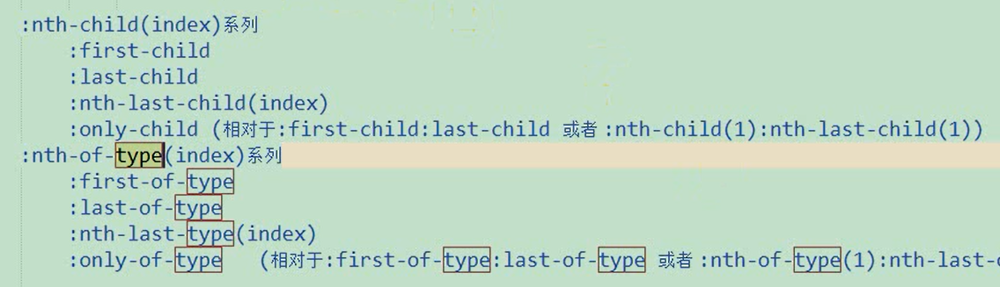 :nth-child(index)系列
:first-child
:last-child
:nth-last-child(index)
:only-child (相对于:first-child:last-child 或者 :nth-child(1):nth-last-child(1))
:nth-of-type(index)系列
:first-of-type
:last-of-type
:nth-last-type(index)
:only-of-type (相对于:first-of-type:last-of-type 或者 :nth-of-type(1):nth-last-